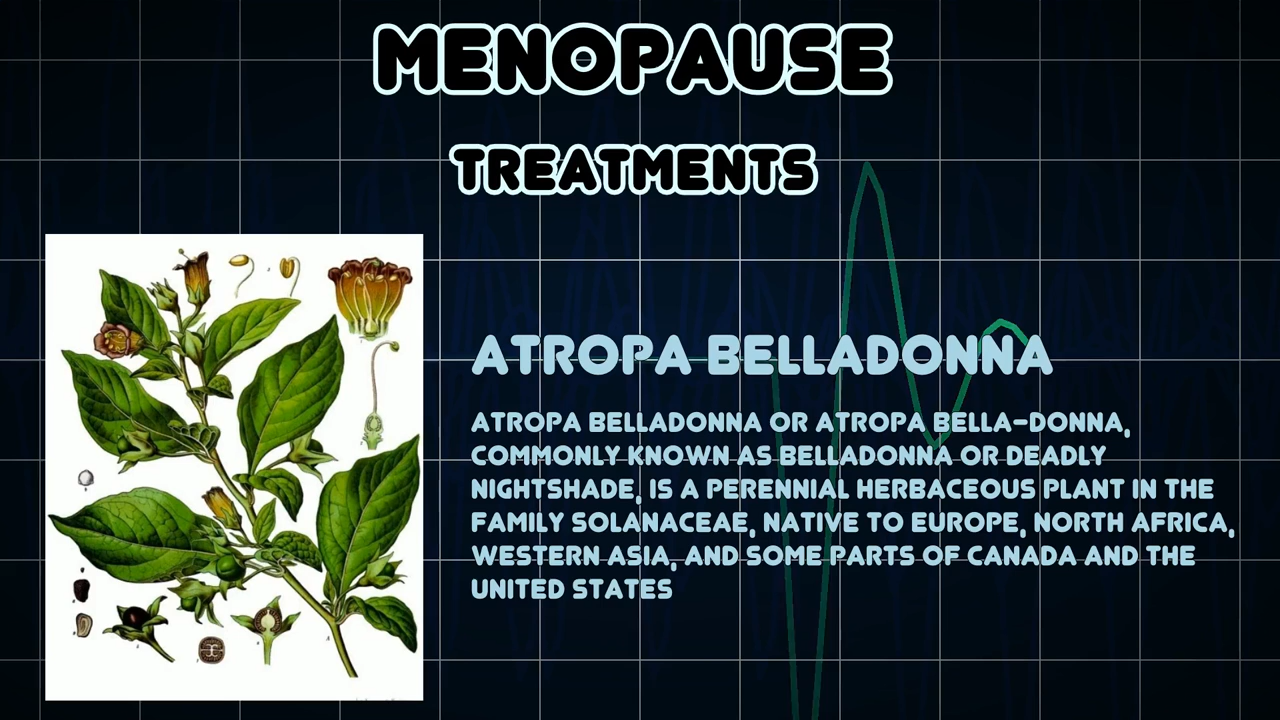 MENOPAUSE
TREATMENTS
ATROPA BELLADONNA
ATROPA BELLADONNA OR ATROPA BELLA-DONNA,
COMMONLY KNOWN AS BELLADONNA OR DEADLY
NIGHTSHADE, IS A PERENNIAL HERBACEOUS PLANT IN THE
FAMILY SOLANACEAE, NATIVE TO EUROPE, NORTH AFRICA,
WESTERN ASIA, AND SOME PARTS OF CANADA AND THE
UNITED STATES